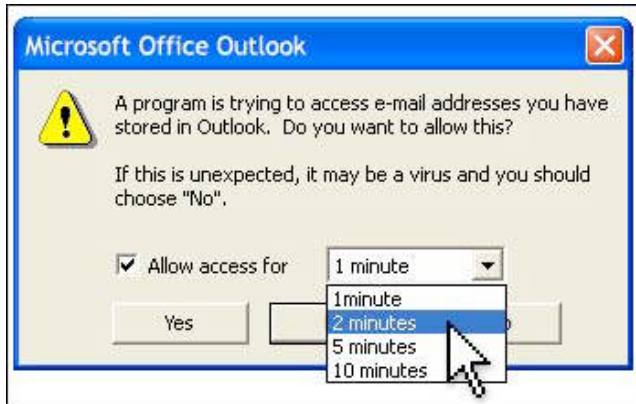 Microsoft Office Outlook
A program is trying to access e-mail addresses you have
stored in Outlook. Do you want to allow this?
If this is unexpected, it may be a virus and you should
choose "No".
Allow access for 1 minute
Yes
1minute
2 minutes
5 minutes
10 minutes